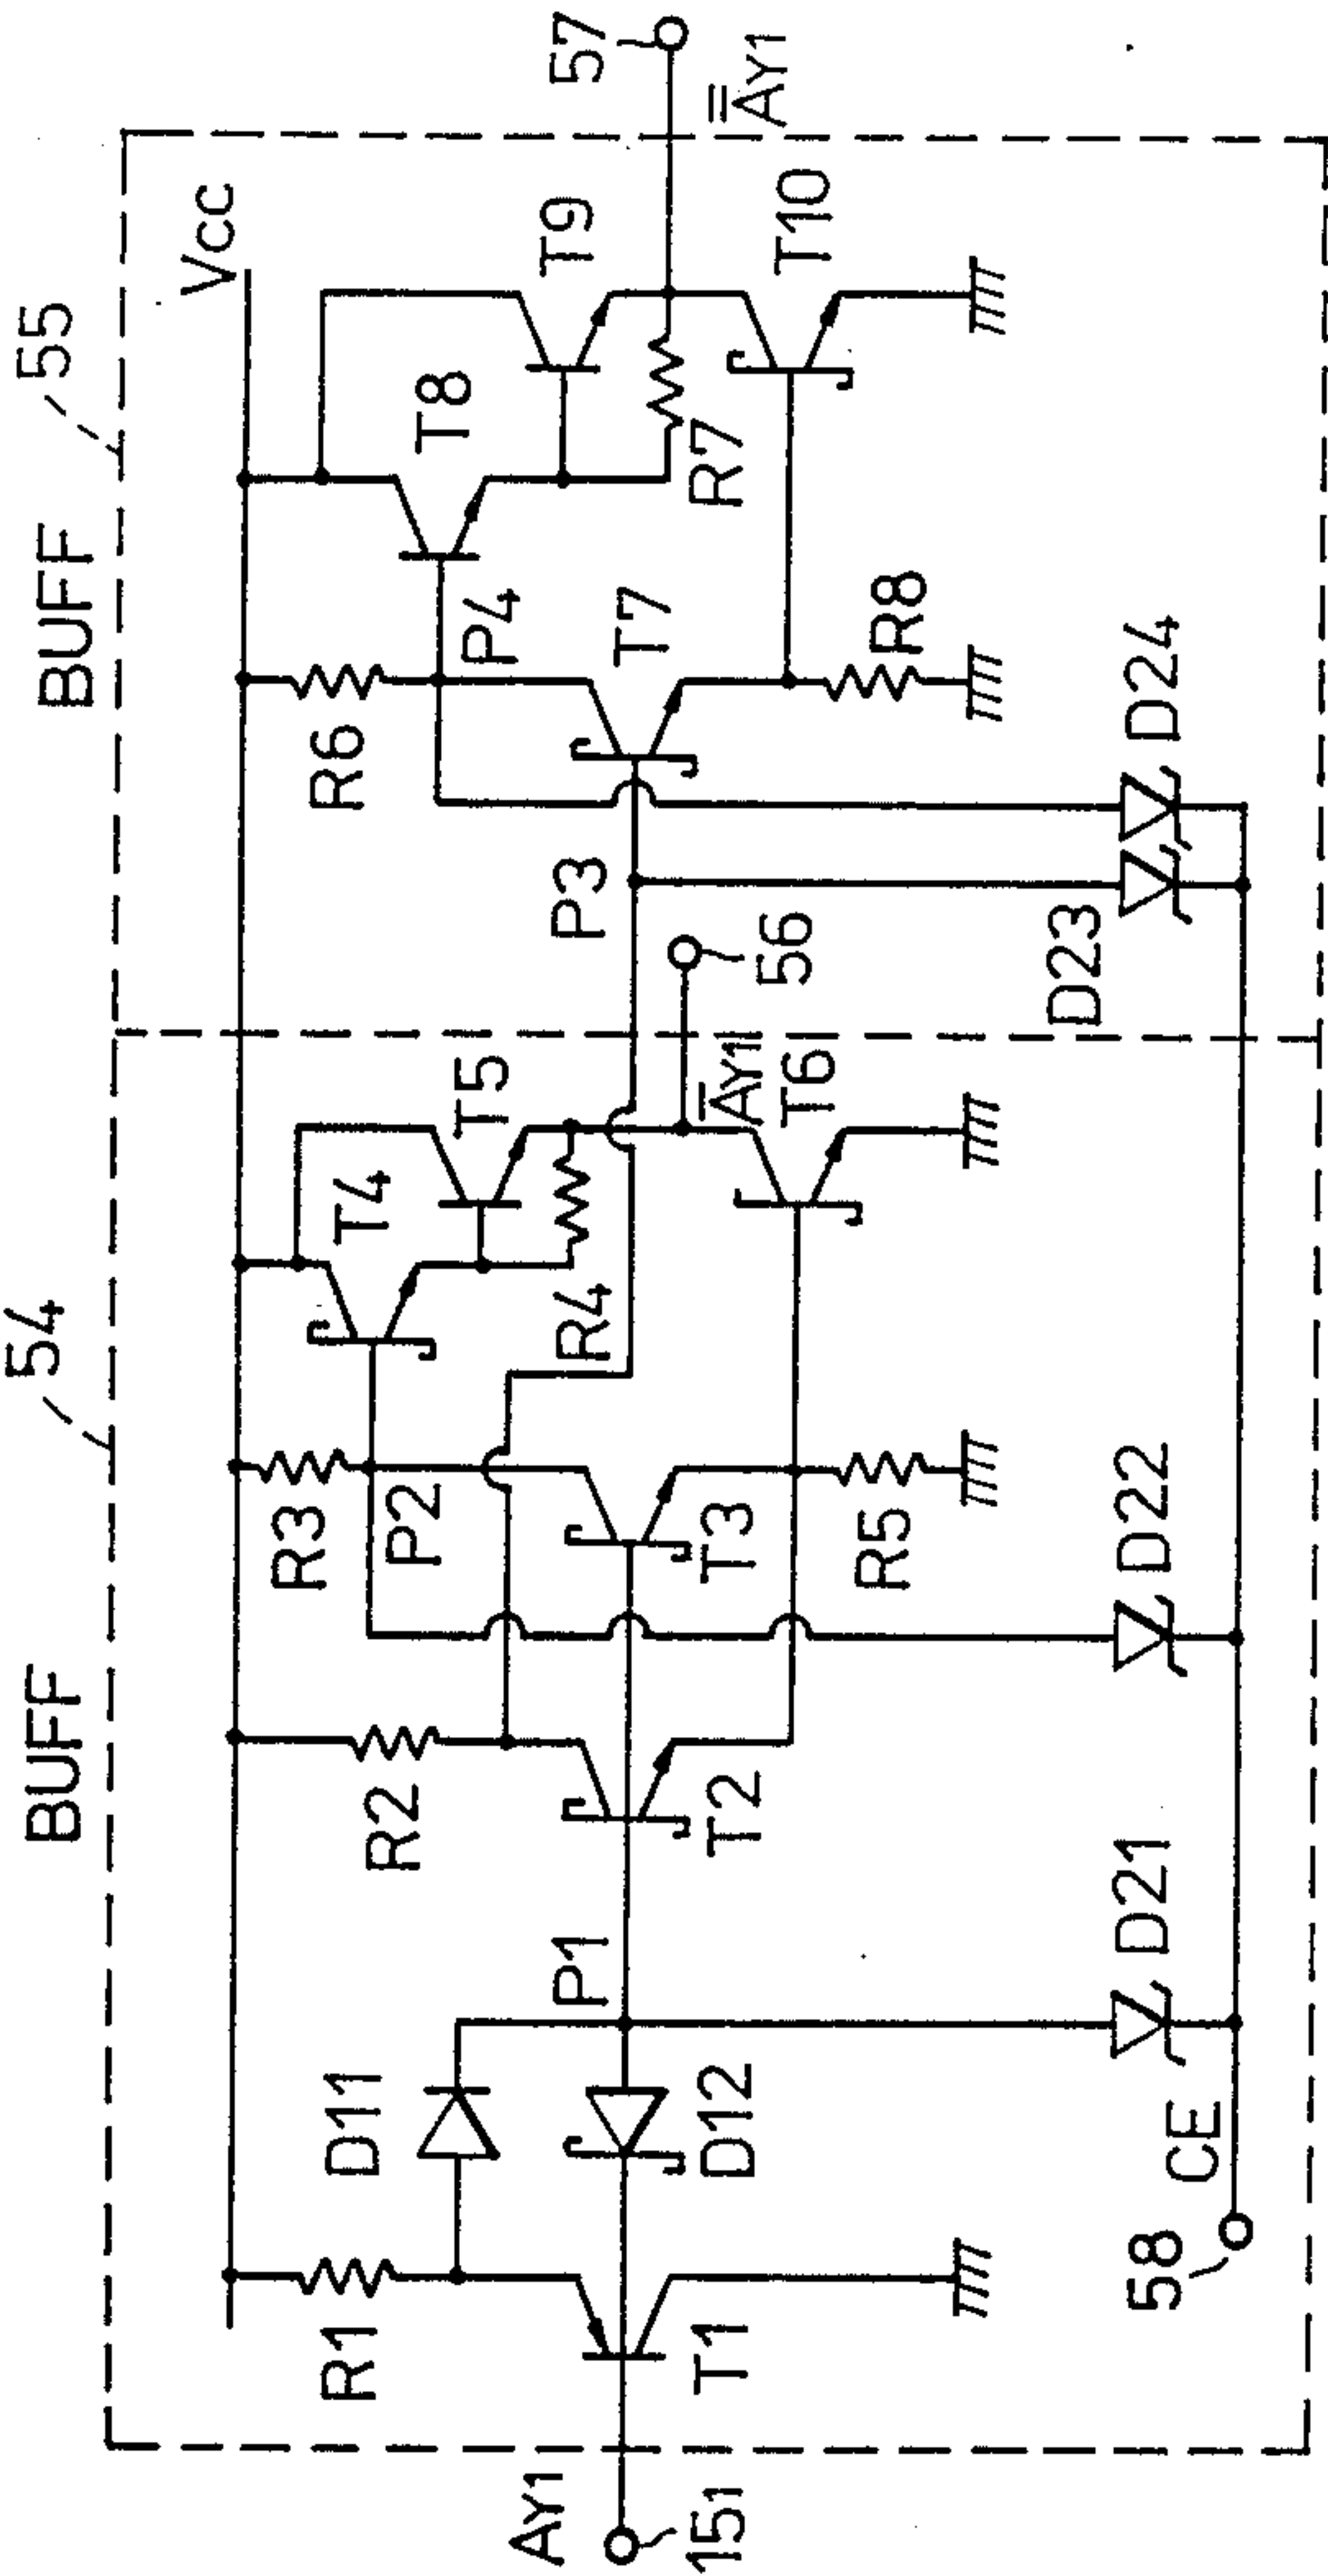 BUFF
54
BUFF
55
Vcc
R1
D11
R2
R3
P2
T4
T5
R4
R6
P4
T8
T9
R7
AY1
15₁
T1
D12
P1
T2
T3
R5
A̅Y1
T6
56
P3
T7
R8
T10
A̿Y1
57
58
CE
D21
D22
D23
D24